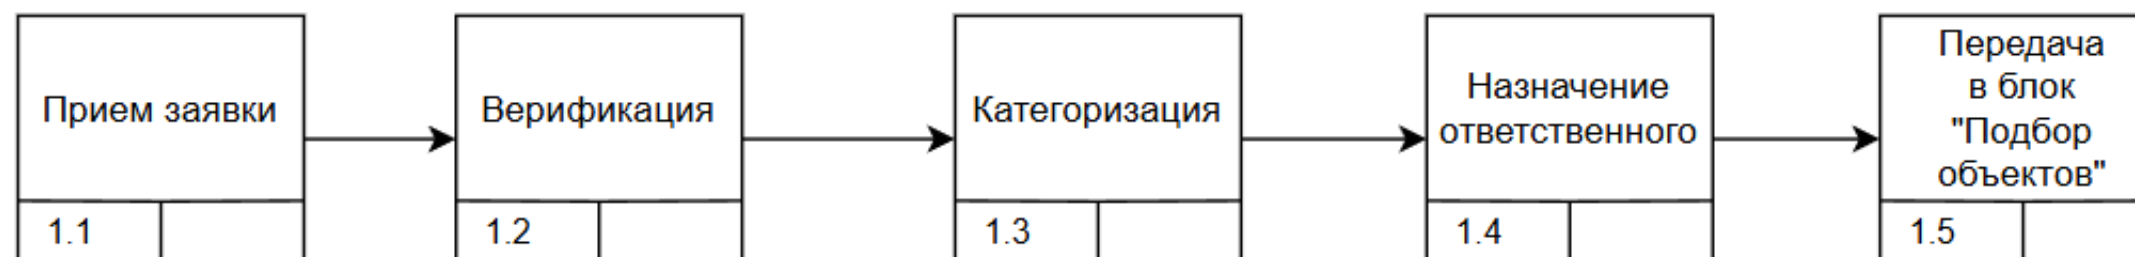 Прием заявки
1.1
Верификация
1.2
Категоризация
1.3
Назначение
ответственного
1.4
Передача
в блок
"Подбор
объектов"
1.5